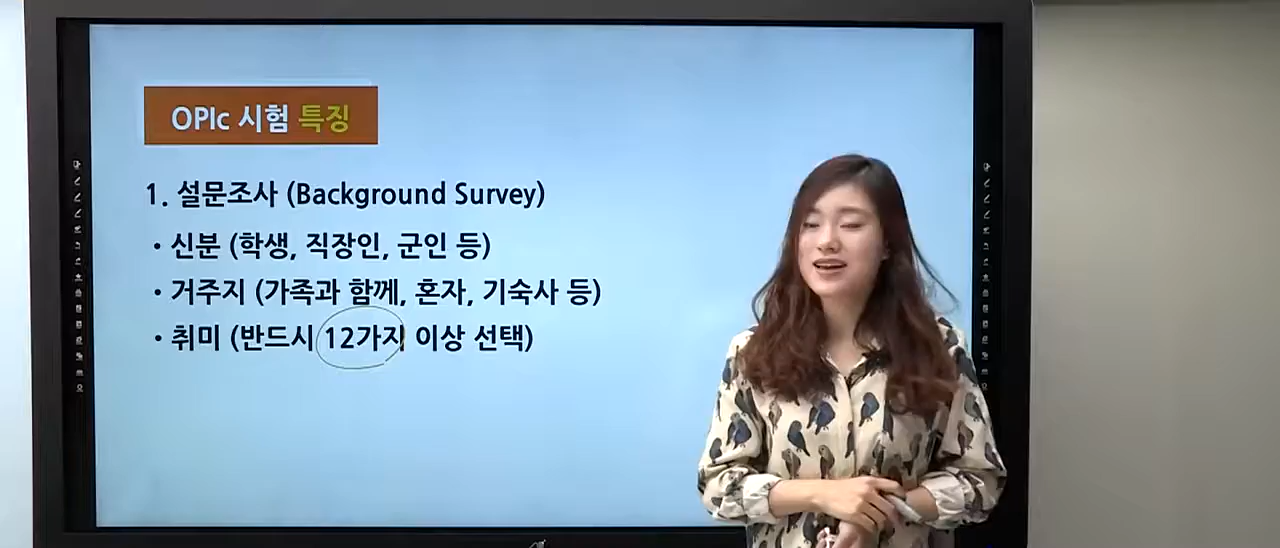 OPIc 시험 특징
1. 설문조사 (Background Survey)
• 신분 (학생, 직장인, 군인 등)
• 거주지 (가족과 함께, 혼자, 기숙사 등)
• 취미 (반드시 12가지 이상 선택)